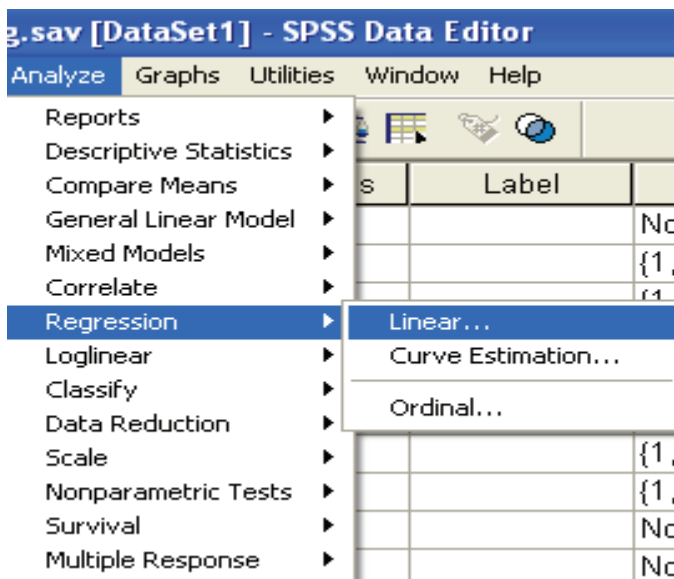 g.sav [DataSet1] - SPSS Data Editor
Analyze Graphs Utilities Window Help
Reports
Descriptive Statistics
Compare Means s Label
General Linear Model No
Mixed Models {1,
Correlate {1
Regression Linear...
Loglinear Curve Estimation...
Classify
Data Reduction Ordinal...
Scale {1,
Nonparametric Tests {1,
Survival No
Multiple Response No